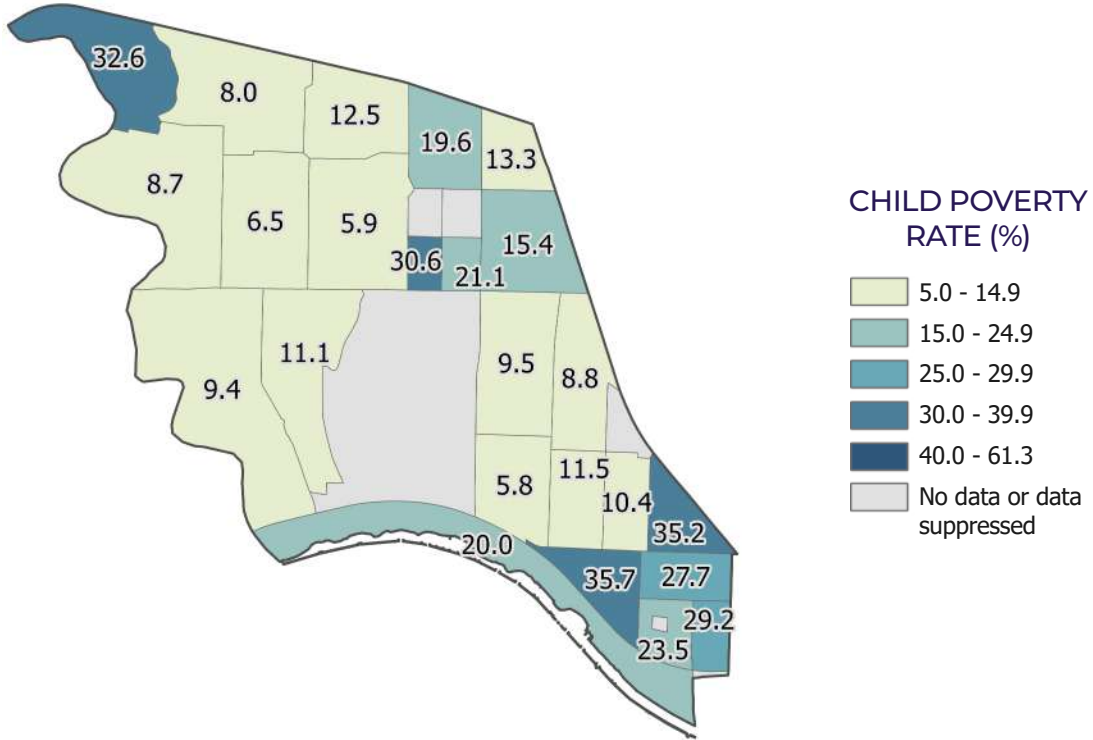 32.6
8.0
12.5
19.6
13.3
8.7
6.5
5.9
15.4
30.6
21.1
11.1
9.4
9.5
8.8
5.8
11.5
10.4
35.2
20.0
35.7
27.7
29.2
23.5
CHILD POVERTY
RATE (%)
5.0 - 14.9
15.0 - 24.9
25.0 - 29.9
30.0 - 39.9
40.0 - 61.3
No data or data
suppressed